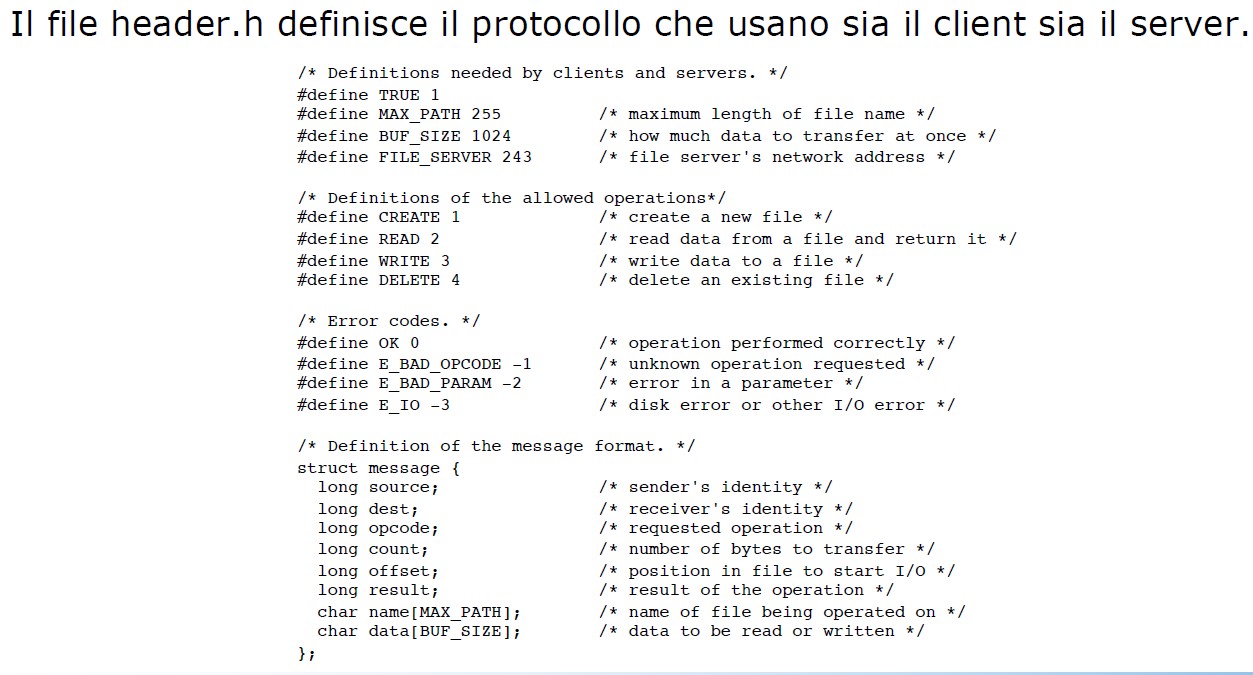 Il file header.h definisce il protocollo che usano sia il client sia il server.
/* Definitions needed by clients and servers. */
#define TRUE 1
#define MAX_PATH 255 /* maximum length of file name */
#define BUF_SIZE 1024 /* how much data to transfer at once */
#define FILE_SERVER 243 /* file server's network address */
/* Definitions of the allowed operations*/
#define CREATE 1 /* create a new file */
#define READ 2 /* read data from a file and return it */
#define WRITE 3 /* write data to a file */
#define DELETE 4 /* delete an existing file */
/* Error codes. */
#define OK 0 /* operation performed correctly */
#define E_BAD_OPCODE –1 /* unknown operation requested */
#define E_BAD_PARAM –2 /* error in a parameter */
#define E_IO –3 /* disk error or other I/O error */
/* Definition of the message format. */
struct message {
long source; /* sender's identity */
long dest; /* receiver's identity */
long opcode; /* requested operation */
long count; /* number of bytes to transfer */
long offset; /* position in file to start I/O */
long result; /* result of the operation */
char name[MAX_PATH]; /* name of file being operated on */
char data[BUF_SIZE]; /* data to be read or written */
};